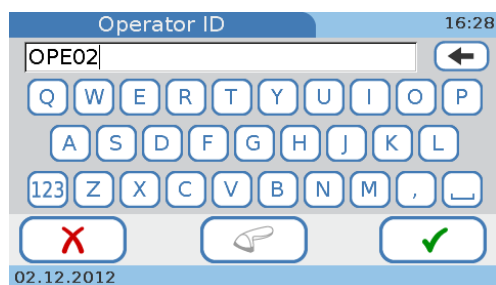 Operator ID 16:28
OPE02
Q W E R T Y U I O P
A S D F G H J K L
123 Z X C V B N M ,
02.12.2012